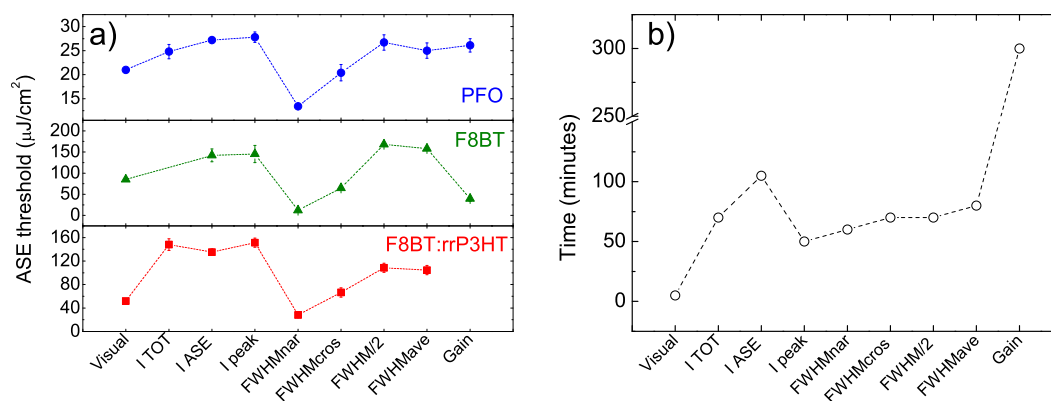 a)
ASE threshold (μJ/cm²)
30
25
20
15
PFO
200
150
100
50
0
F8BT
160
120
80
40
0
F8BT:rrP3HT
Visual
I TOT
I ASE
I peak
FWHMnar
FWHMcros
FWHM/2
FWHMave
Gain
b)
Time (minutes)
300
250
100
50
0
Visual
I TOT
I ASE
I peak
FWHMnar
FWHMcros
FWHM/2
FWHMave
Gain